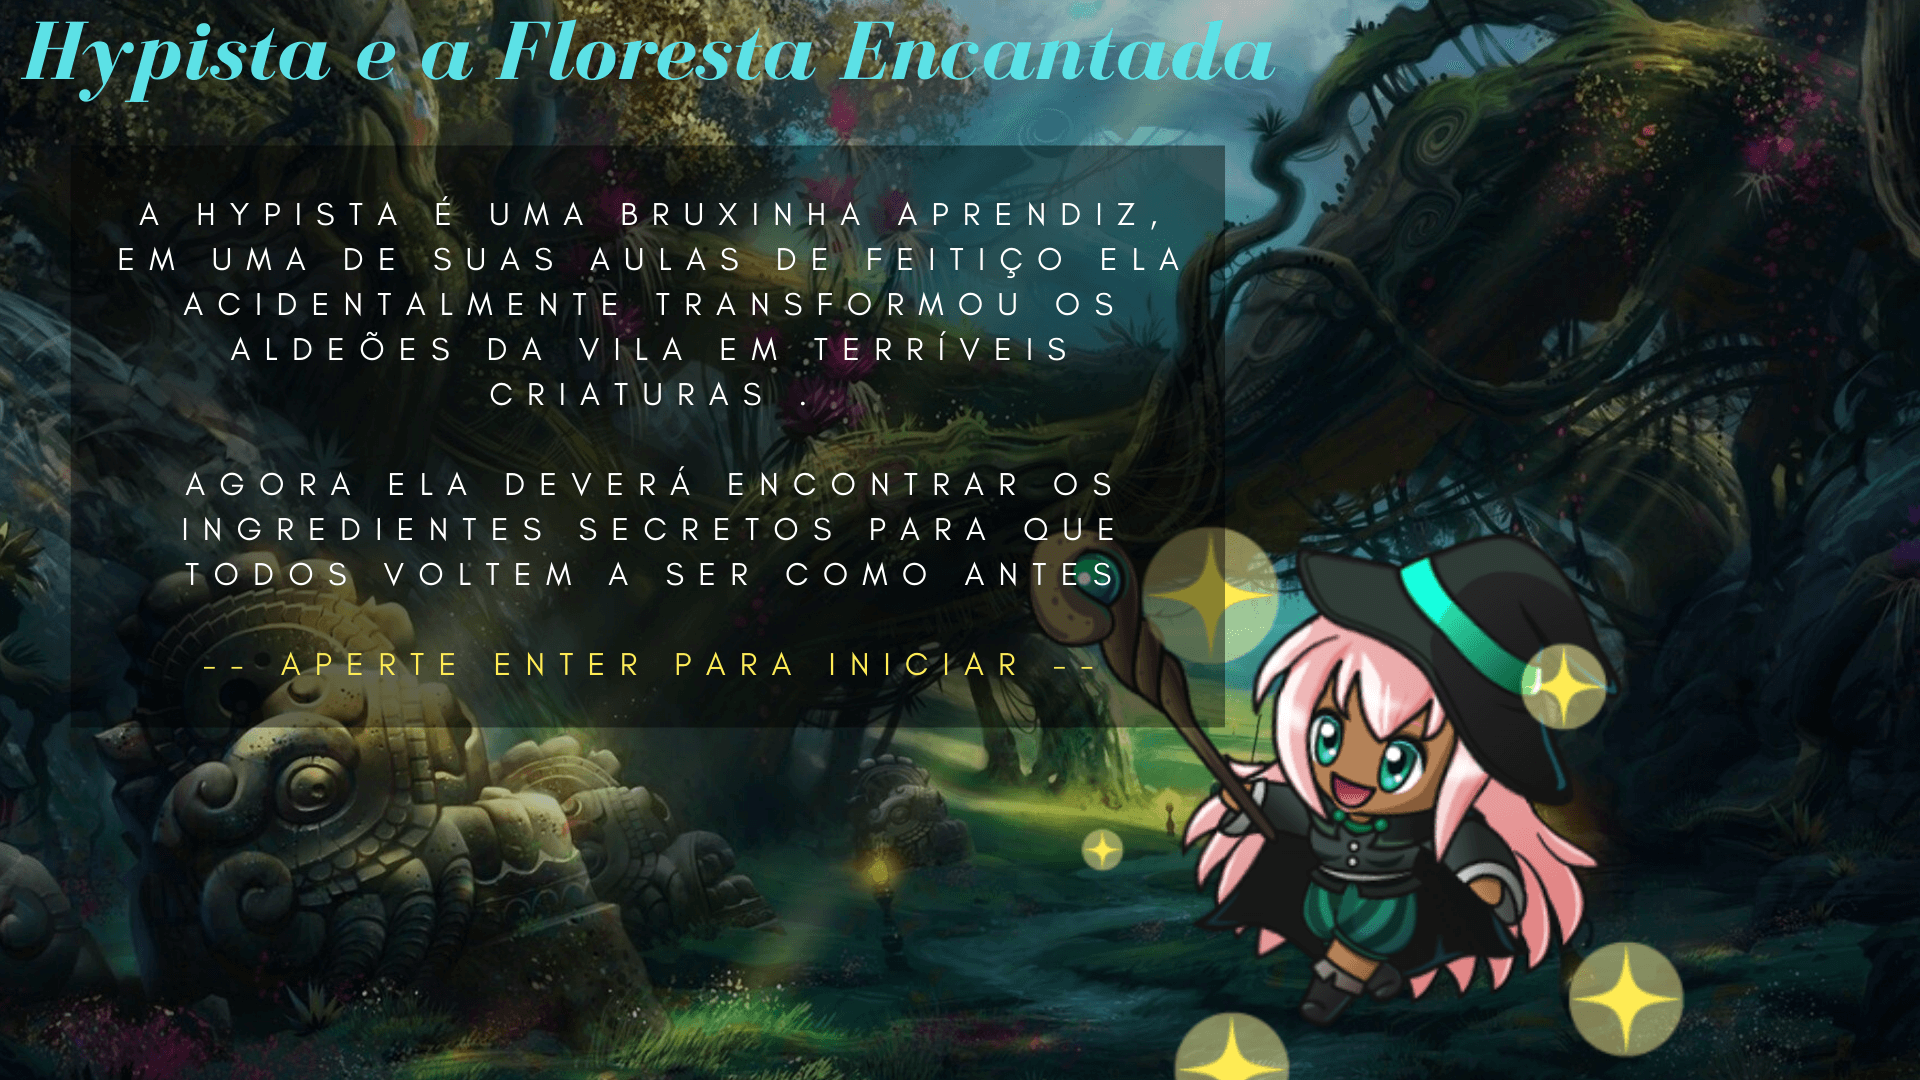 Hypista e a Floresta Encantada
A HYPISTA É UMA BRUXINHA APRENDIZ,
EM UMA DE SUAS AULAS DE FEITIÇO ELA
ACIDENTALMENTE TRANSFORMOU OS
ALDEÕES DA VILA EM TERRÍVEIS
CRIATURAS .
AGORA ELA DEVERÁ ENCONTRAR OS
INGREDIENTES SECRETOS PARA QUE
TODOS VOLTEM A SER COMO ANTES
-- APERTE ENTER PARA INICIAR --